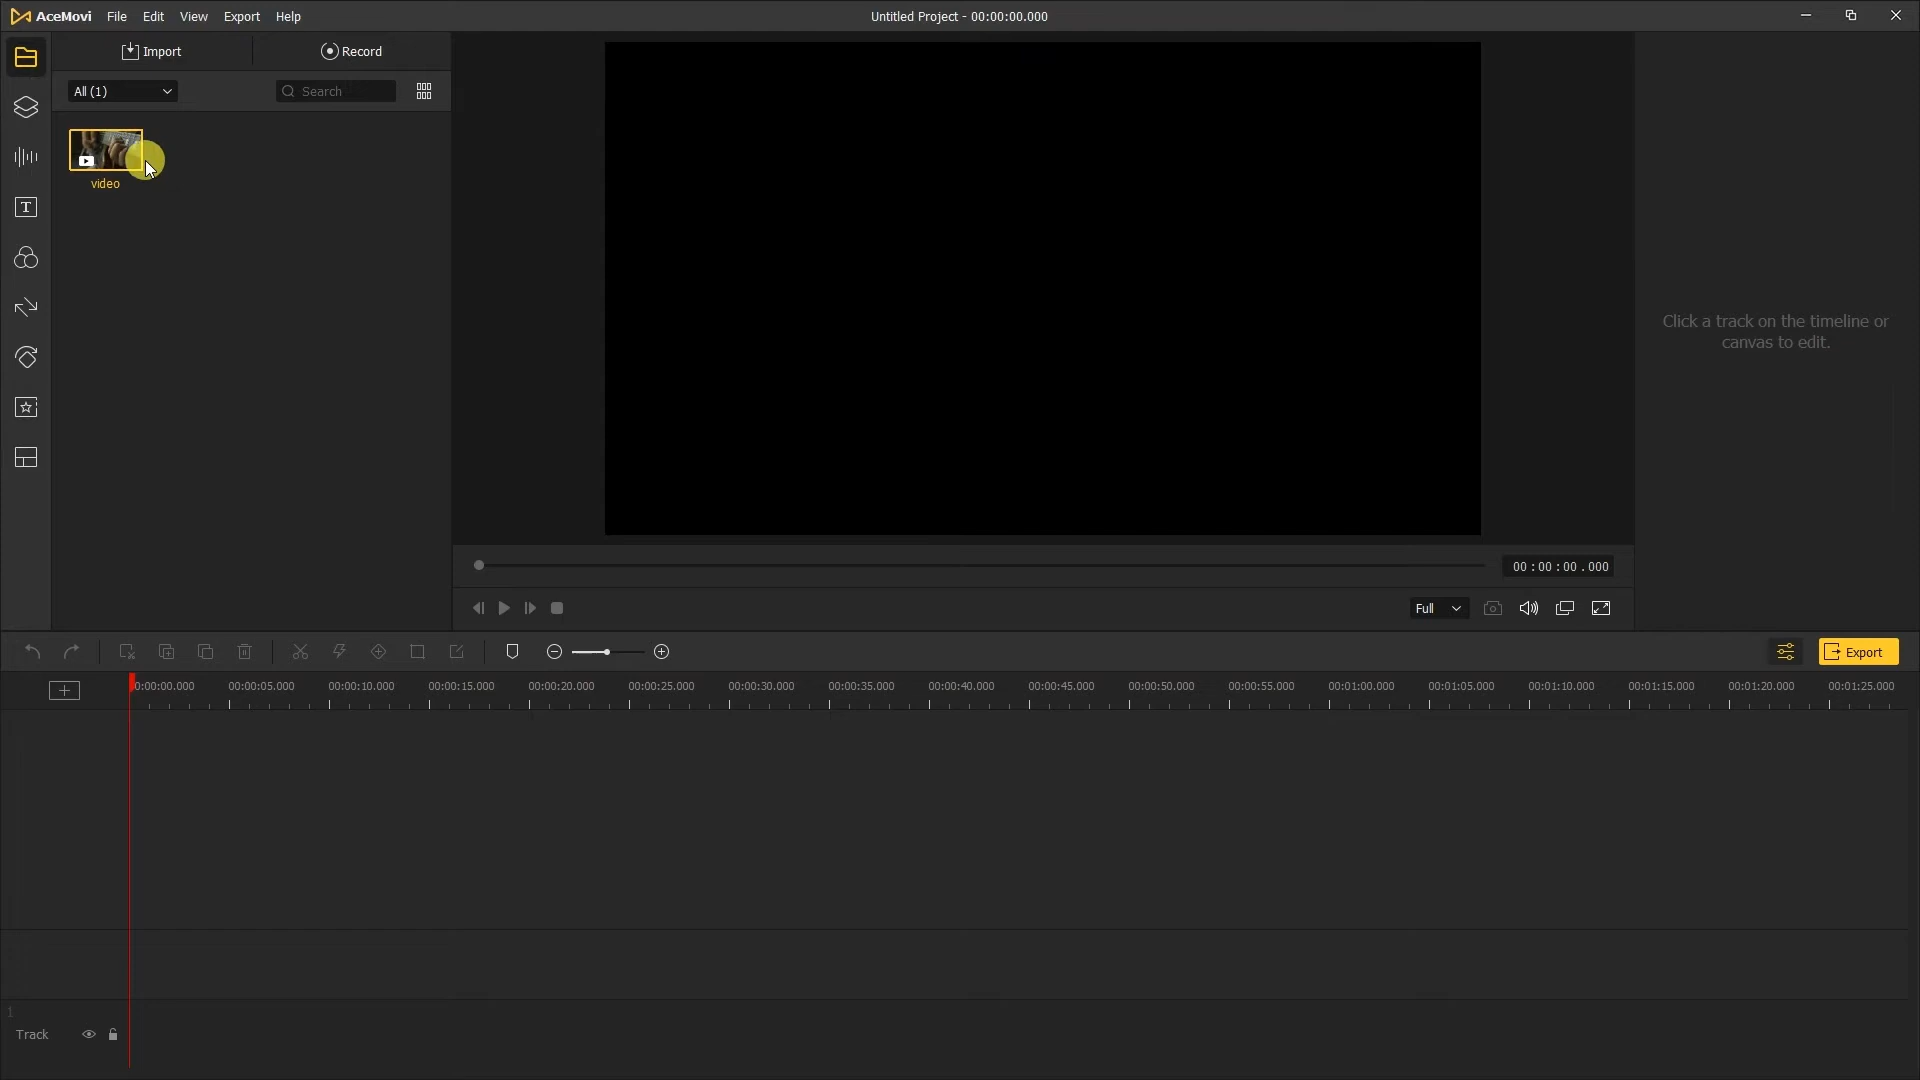 AceMovi File Edit View Export Help Untitled Project - 00:00:00.000
Import Record
All (1) Search
video
Click a track on the timeline or
canvas to edit.
00 : 00 : 00 . 000
Full
Export
0:00:00.000 00:00:05.000 00:00:10.000 00:00:15.000 00:00:20.000 00:00:25.000 00:00:30.000 00:00:35.000 00:00:40.000 00:00:45.000 00:00:50.000 00:00:55.000 00:01:00.000 00:01:05.000 00:01:10.000 00:01:15.000 00:01:20.000 00:01:25.000
1
Track